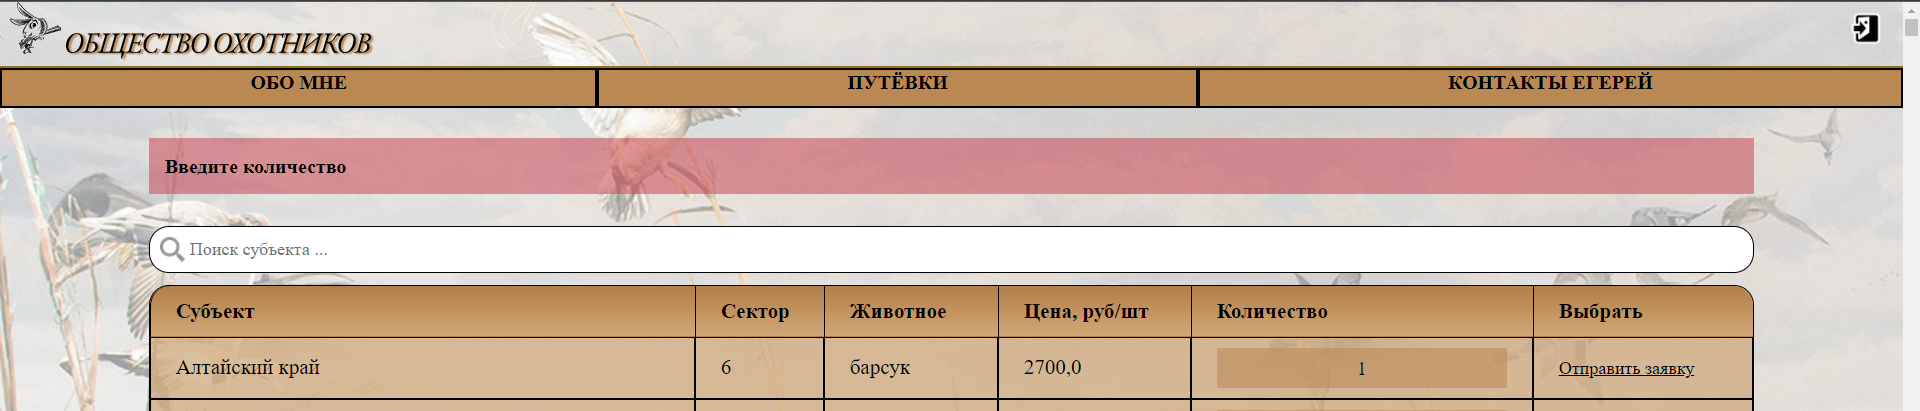 ОБЩЕСТВО ОХОТНИКОВ
ОБО МНЕ ПУТЁВКИ КОНТАКТЫ ЕГЕРЕЙ
Введите количество
Поиск субъекта ...
Субъект Сектор Животное Цена, руб/шт Количество Выбрать
Алтайский край 6 барсук 2700,0 1 Отправить заявку